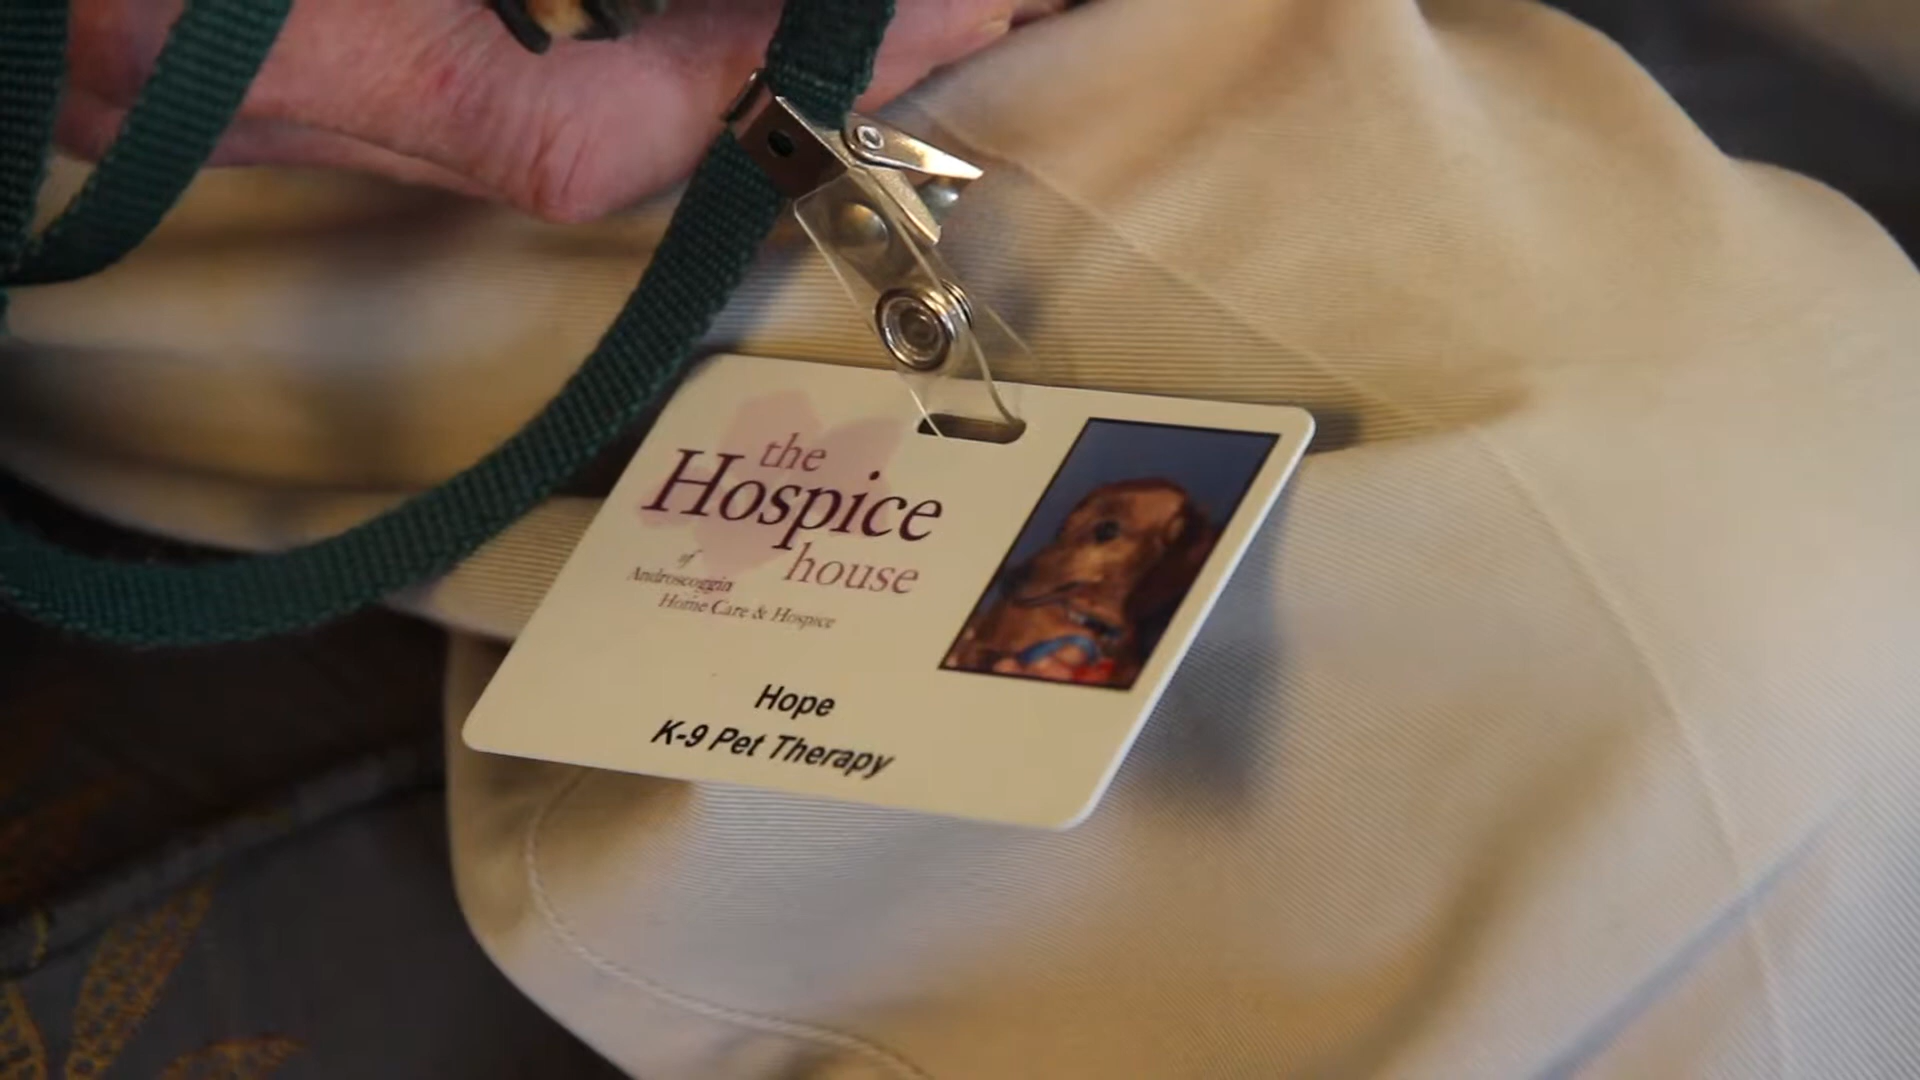 the
Hospice
house
of
Androscoggin
Home Care & Hospice
Hope
K-9 Pet Therapy